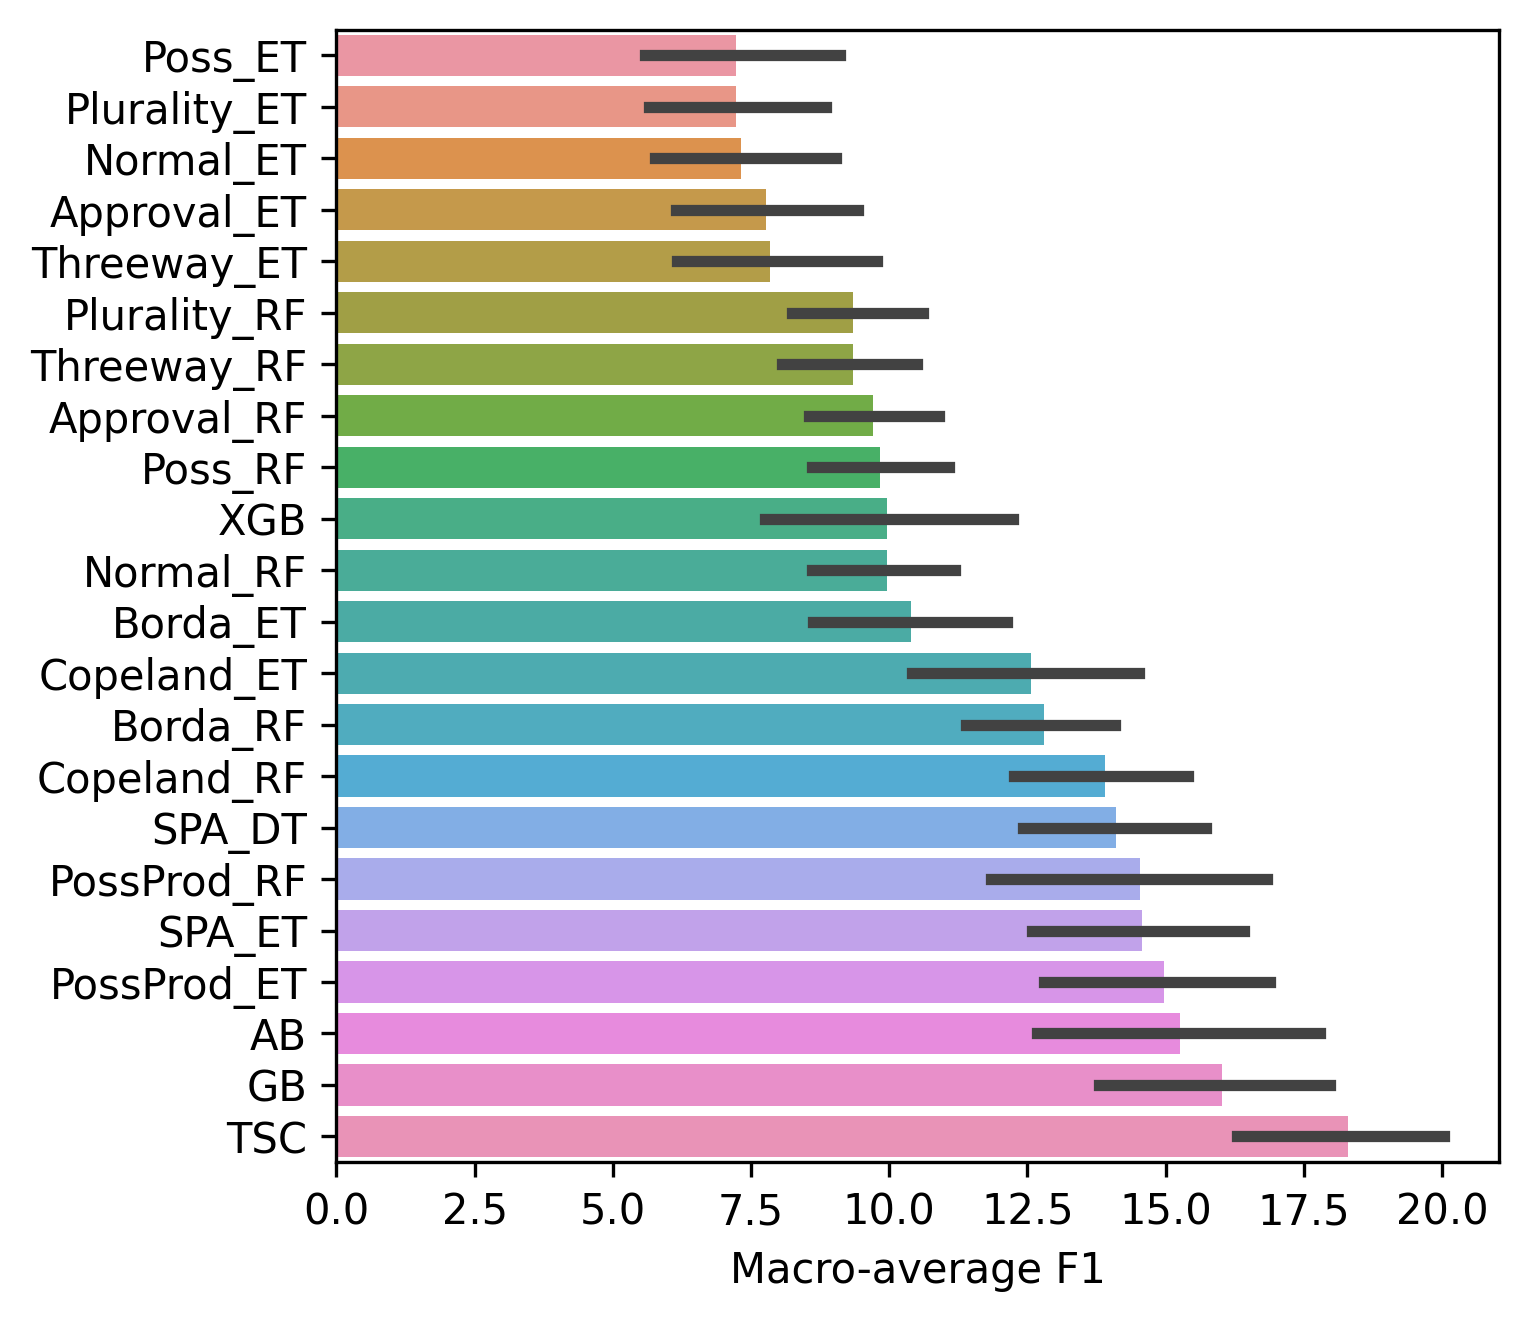 Poss_ET
Plurality_ET
Normal_ET
Approval_ET
Threeway_ET
Plurality_RF
Threeway_RF
Approval_RF
Poss_RF
XGB
Normal_RF
Borda_ET
Copeland_ET
Borda_RF
Copeland_RF
SPA_DT
PossProd_RF
SPA_ET
PossProd_ET
AB
GB
TSC
0.0 2.5 5.0 7.5 10.0 12.5 15.0 17.5 20.0
Macro-average F1